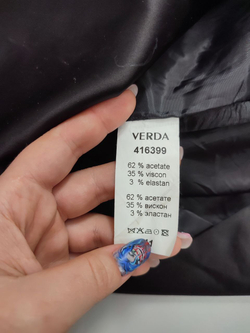 VERDA
416399
62 % acetate
35 % viscon
3 % elastan
62 % ацетате
35 % вискон
3 % эластан